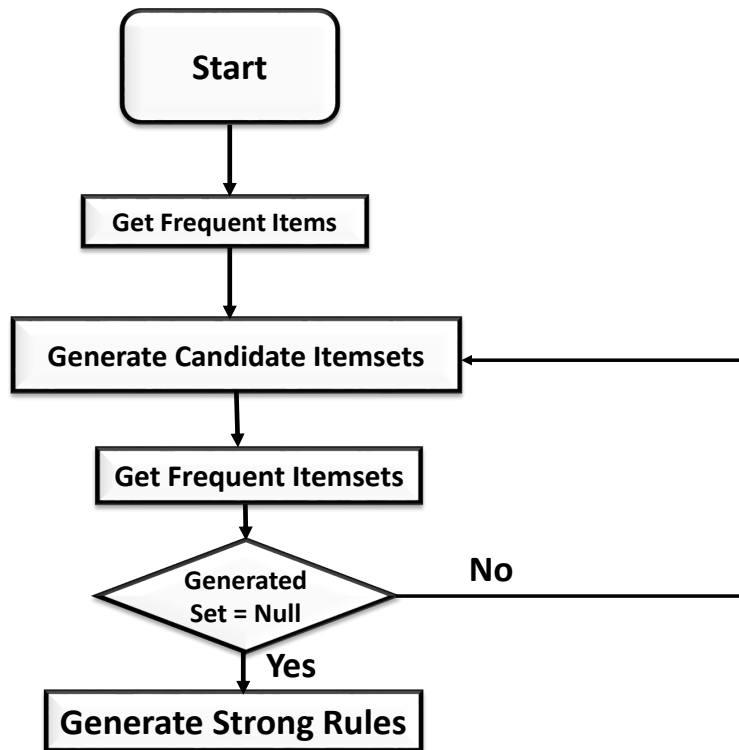 Start
Get Frequent Items
Generate Candidate Itemsets
Get Frequent Itemsets
Generated
Set = Null
No
Yes
Generate Strong Rules